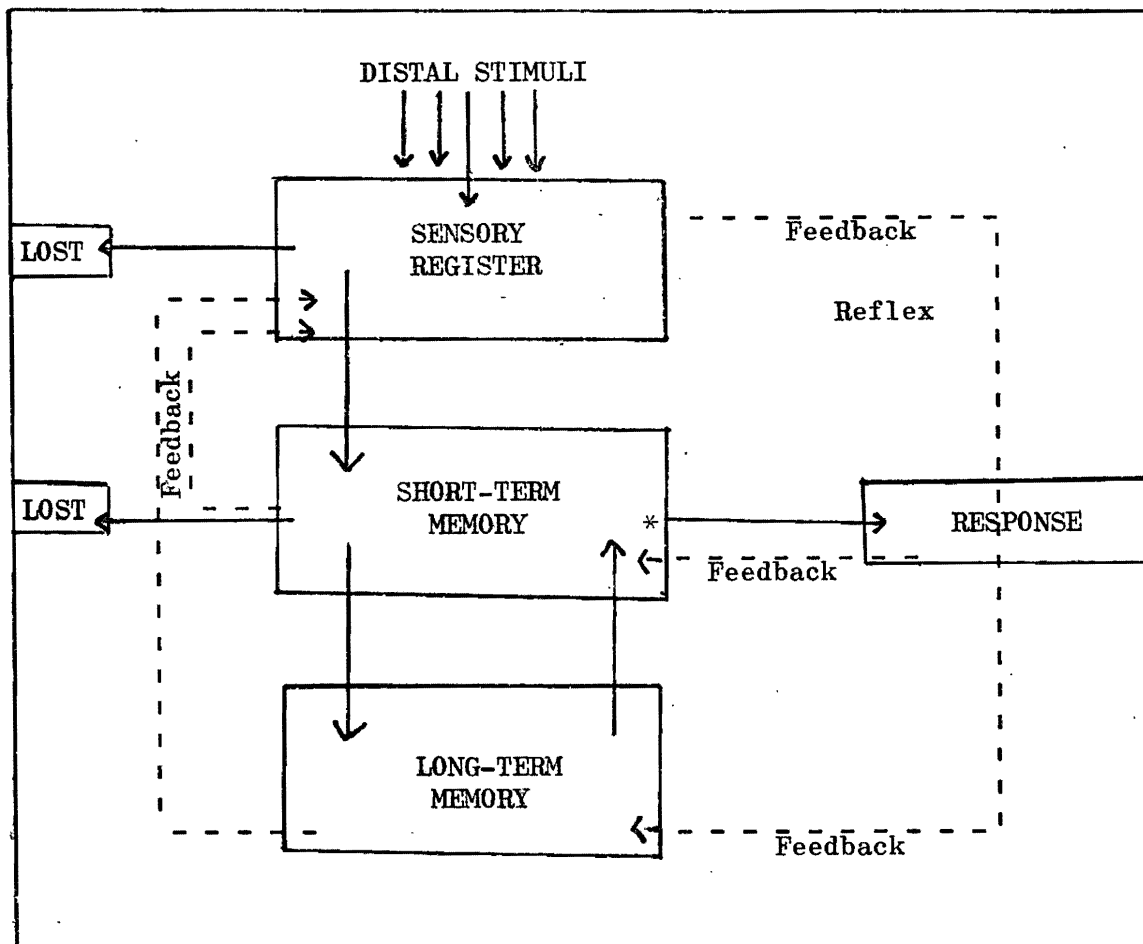 DISTAL STIMULI
SENSORY
REGISTER
LOST
Feedback
Reflex
Feedback
SHORT-TERM
MEMORY
*
LOST
RESPONSE
Feedback
LONG-TERM
MEMORY
Feedback